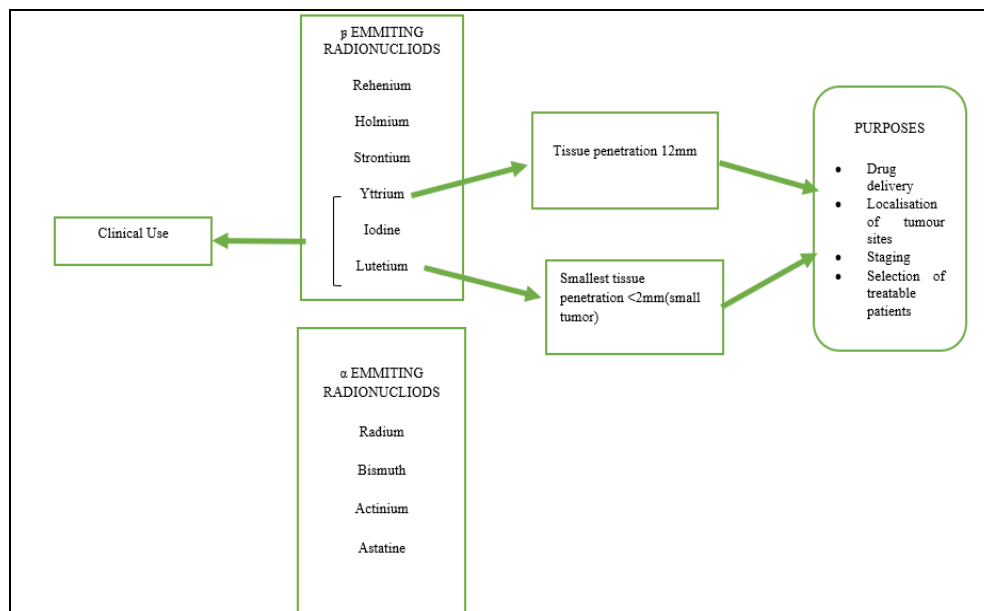 β EMMITING
RADIONUCLIODS
Rehenium
Holmium
Strontium
Yttrium
Iodine
Lutetium
Clinical Use
Tissue penetration 12mm
Smallest tissue
penetration <2mm(small
tumor)
PURPOSES
● Drug
delivery
● Localisation
of tumour
sites
● Staging
● Selection of
treatable
patients
α EMMITING
RADIONUCLIODS
Radium
Bismuth
Actinium
Astatine